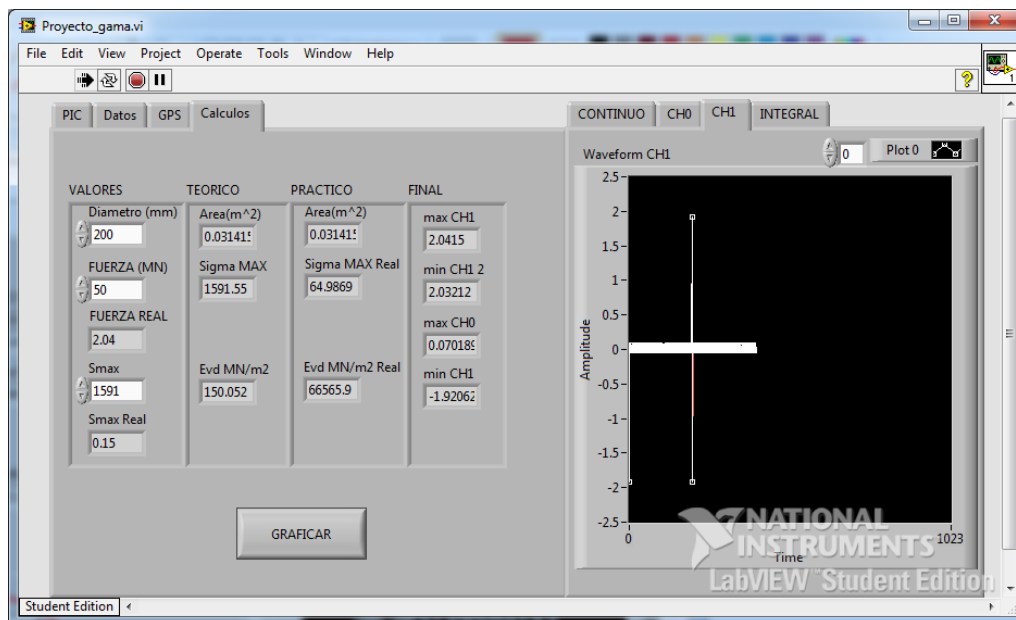 Proyecto_gama.vi
File Edit View Project Operate Tools Window Help
PIC Datos GPS Calculos
VALORES TEORICO PRACTICO FINAL
Diametro (mm)
200
FUERZA (MN)
50
FUERZA REAL
2.04
Smax
1591
Smax Real
0.15
Area(m^2)
0.03141
Sigma MAX
1591.55
Evd MN/m2
150.052
Area(m^2)
0.03141
Sigma MAX Real
64.9869
Evd MN/m2 Real
66565.9
max CH1
2.0415
min CH1 2
2.03212
max CH0
0.07018
min CH1
-1.92062
GRAFICAR
CONTINUO CH0 CH1 INTEGRAL
Waveform CH1
0
Plot 0
2.5
2
1.5
1
0.5
0
-0.5
-1
-1.5
-2
-2.5
Amplitude
0 1023
Time
NATIONAL
INSTRUMENTS
LabVIEW™Student Edition
Student Edition
1